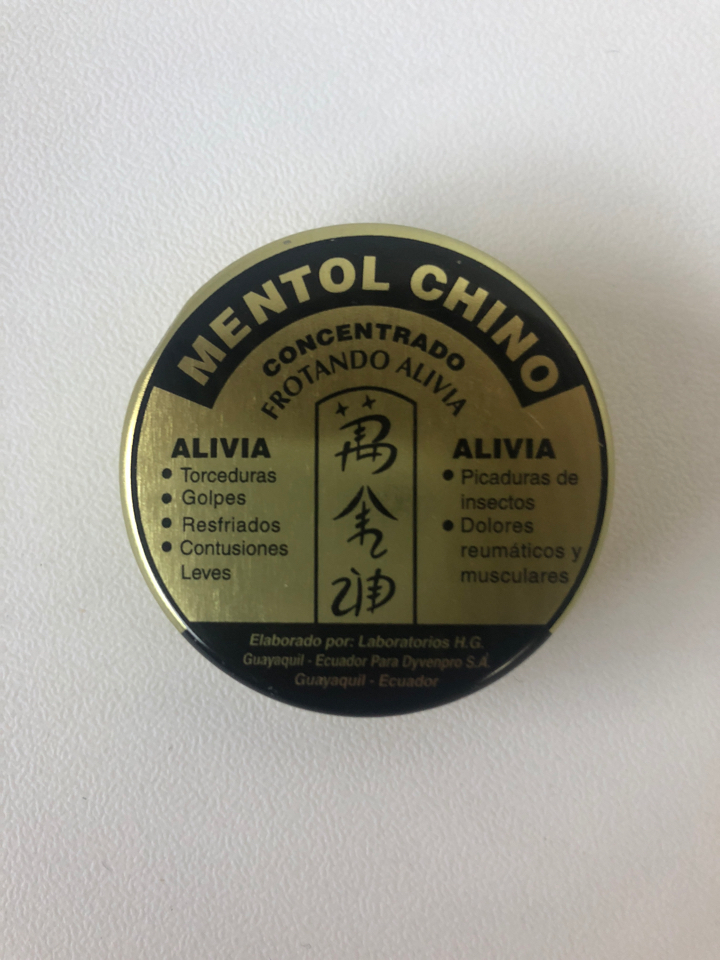 MENTOL CHINO
CONCENTRADO
FROTANDO ALIVIA
ALIVIA
• Torceduras
• Golpes
• Resfriados
• Contusiones
Leves
萬
金
油
ALIVIA
• Picaduras de
insectos
• Dolores
reumáticos y
musculares
Elaborado por: Laboratorios H.G.
Guayaquil - Ecuador Para Dyvenpro S.A.
Guayaquil - Ecuador